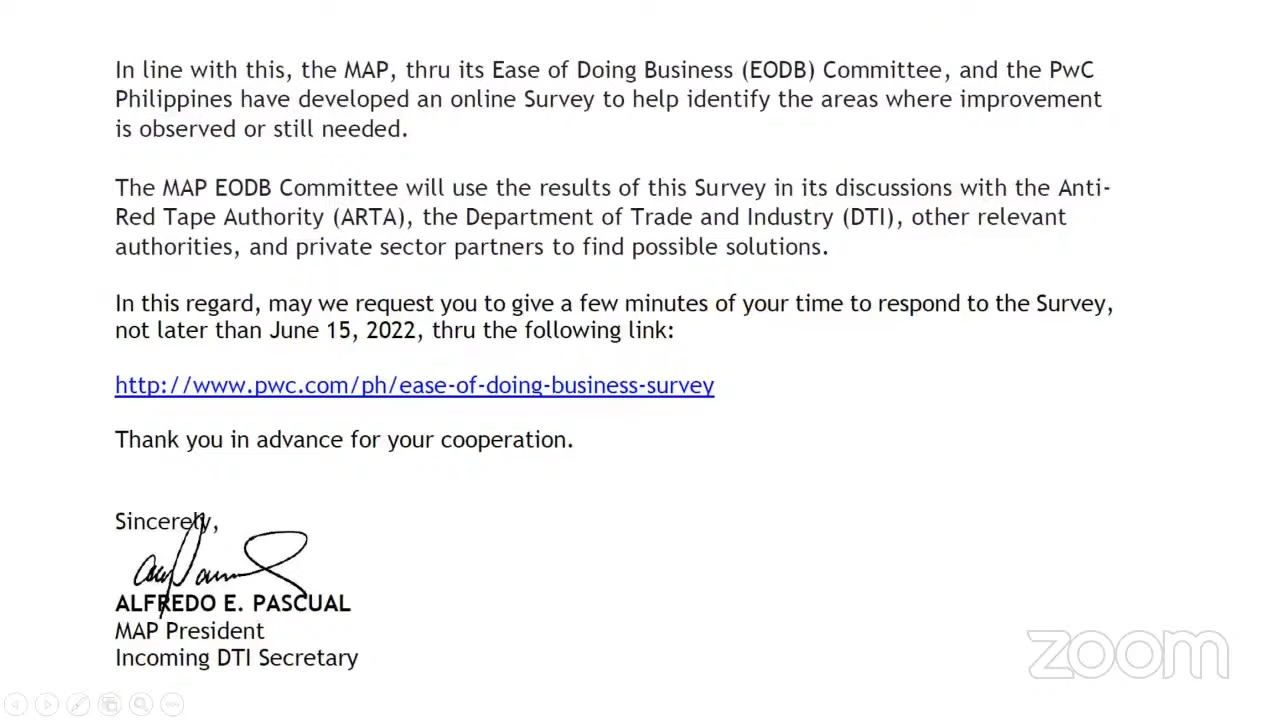 In line with this, the MAP, thru its Ease of Doing Business (EODB) Committee, and the PwC
Philippines have developed an online Survey to help identify the areas where improvement
is observed or still needed.
The MAP EODB Committee will use the results of this Survey in its discussions with the Anti-
Red Tape Authority (ARTA), the Department of Trade and Industry (DTI), other relevant
authorities, and private sector partners to find possible solutions.
In this regard, may we request you to give a few minutes of your time to respond to the Survey,
not later than June 15, 2022, thru the following link:
http://www.pwc.com/ph/ease-of-doing-business-survey
Thank you in advance for your cooperation.
Sincerely,
ALFREDO E. PASCUAL
MAP President
Incoming DTI Secretary
zoom